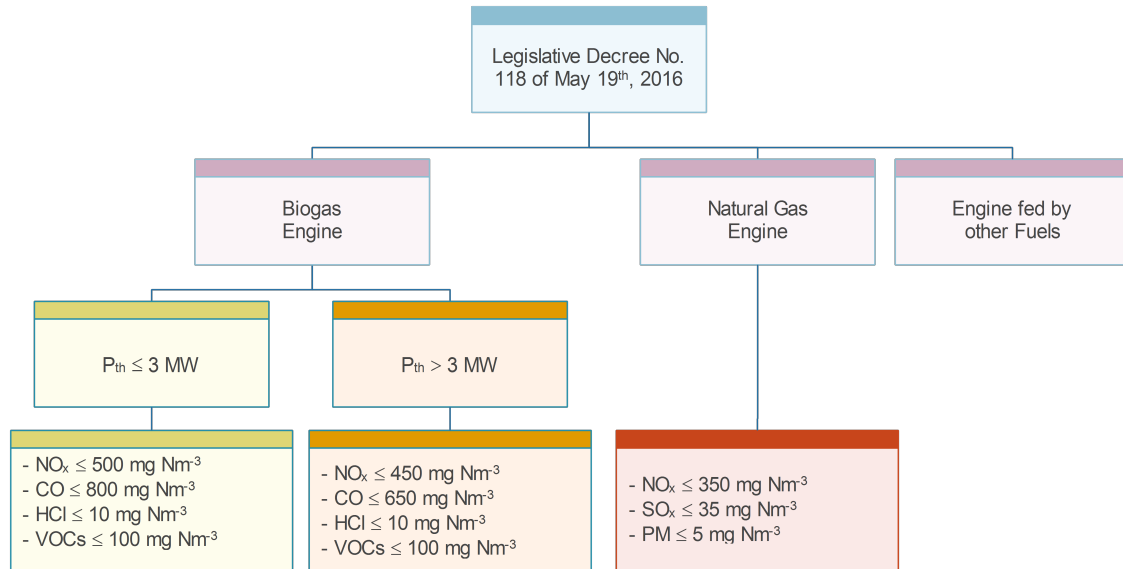 Legislative Decree No.
118 of May 19th, 2016
Biogas
Engine
Natural Gas
Engine
Engine fed by
other Fuels
Pth ≤ 3 MW
Pth > 3 MW
- NOx ≤ 500 mg Nm-3
- CO ≤ 800 mg Nm-3
- HCl ≤ 10 mg Nm-3
- VOCs ≤ 100 mg Nm-3
- NOx ≤ 450 mg Nm-3
- CO ≤ 650 mg Nm-3
- HCl ≤ 10 mg Nm-3
- VOCs ≤ 100 mg Nm-3
- NOx ≤ 350 mg Nm-3
- SOx ≤ 35 mg Nm-3
- PM ≤ 5 mg Nm-3